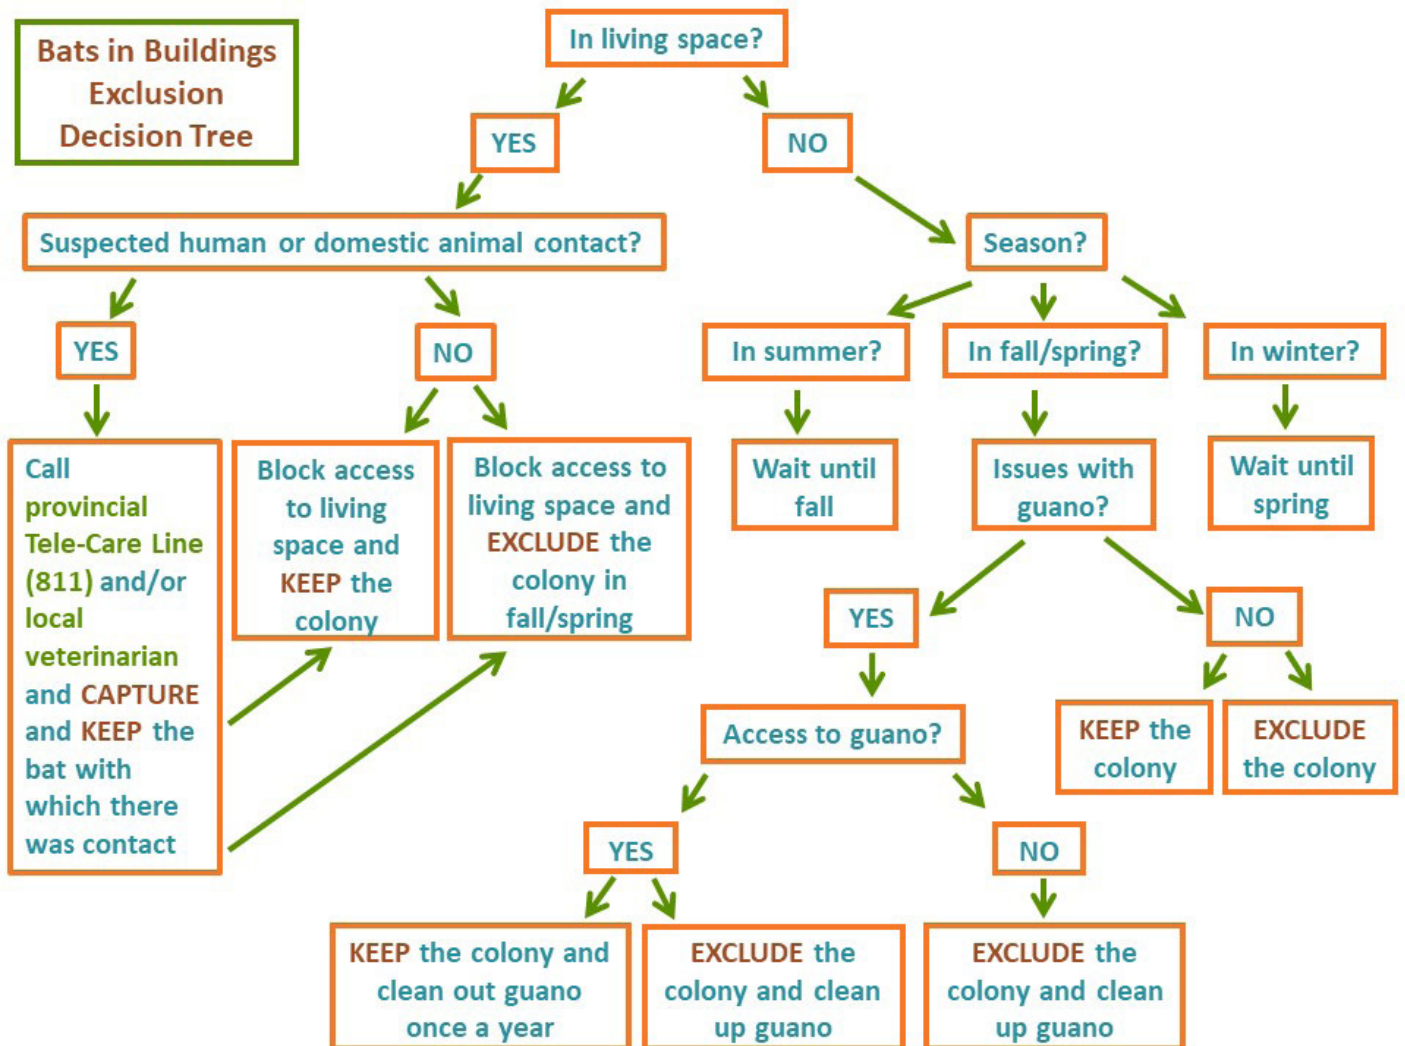 Bats in Buildings
Exclusion
Decision Tree
In living space?
YES
NO
Suspected human or domestic animal contact?
Season?
YES
NO
In summer?
In fall/spring?
In winter?
Call
provincial
Tele-Care Line
(811) and/or
local
veterinarian
and CAPTURE
and KEEP the
bat with
which there
was contact
Block access
to living
space and
KEEP the
colony
Block access to
living space and
EXCLUDE the
colony in
fall/spring
Wait until
fall
Issues with
guano?
Wait until
spring
YES
NO
Access to guano?
KEEP the
colony
EXCLUDE
the colony
YES
NO
KEEP the colony and
clean out guano
once a year
EXCLUDE the
colony and clean
up guano
EXCLUDE the
colony and clean
up guano